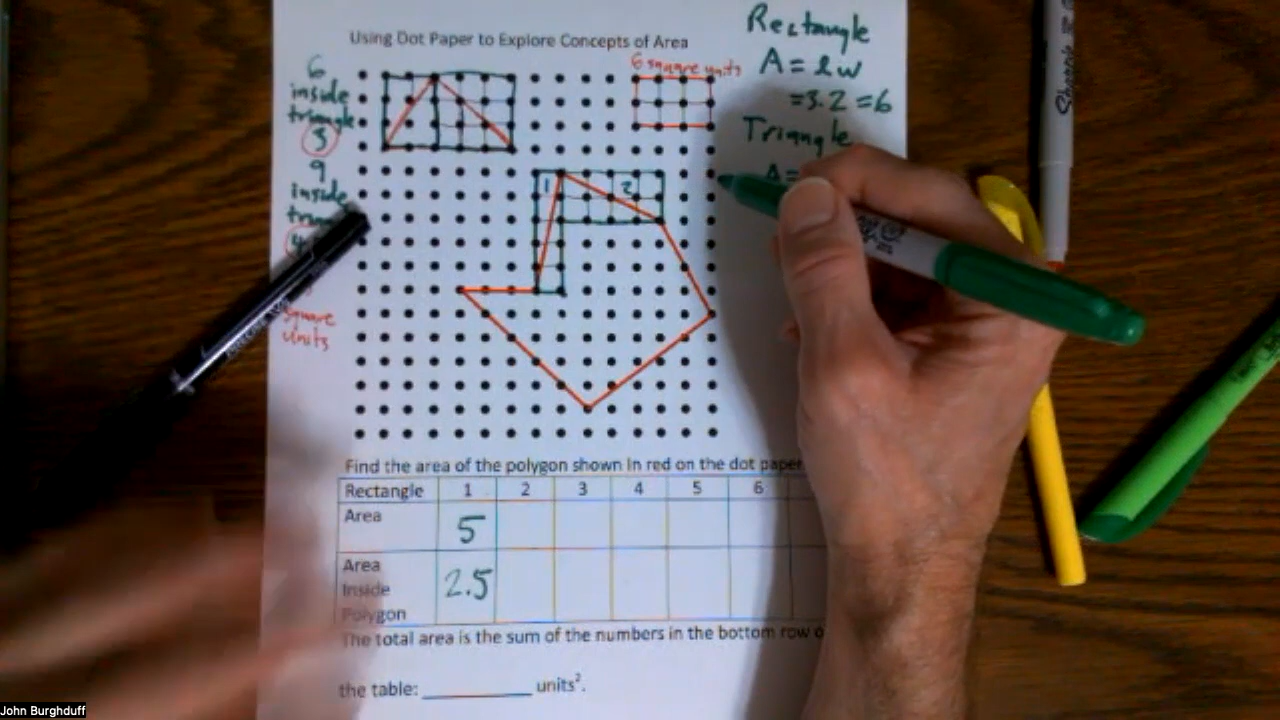 Using Dot Paper to Explore Concepts of Area
6
inside
triangle
3
9
inside
square
units
6 square units
Rectangle
A = lw
= 3.2 = 6
Triangle
A =
1
2
Find the area of the polygon shown in red on the dot paper
Rectangle 1 2 3 4 5 6
Area 5
Area
Inside
Polygon 2.5
The total area is the sum of the numbers in the bottom row o
the table: __________ units².
Sharpie
John Burghduff